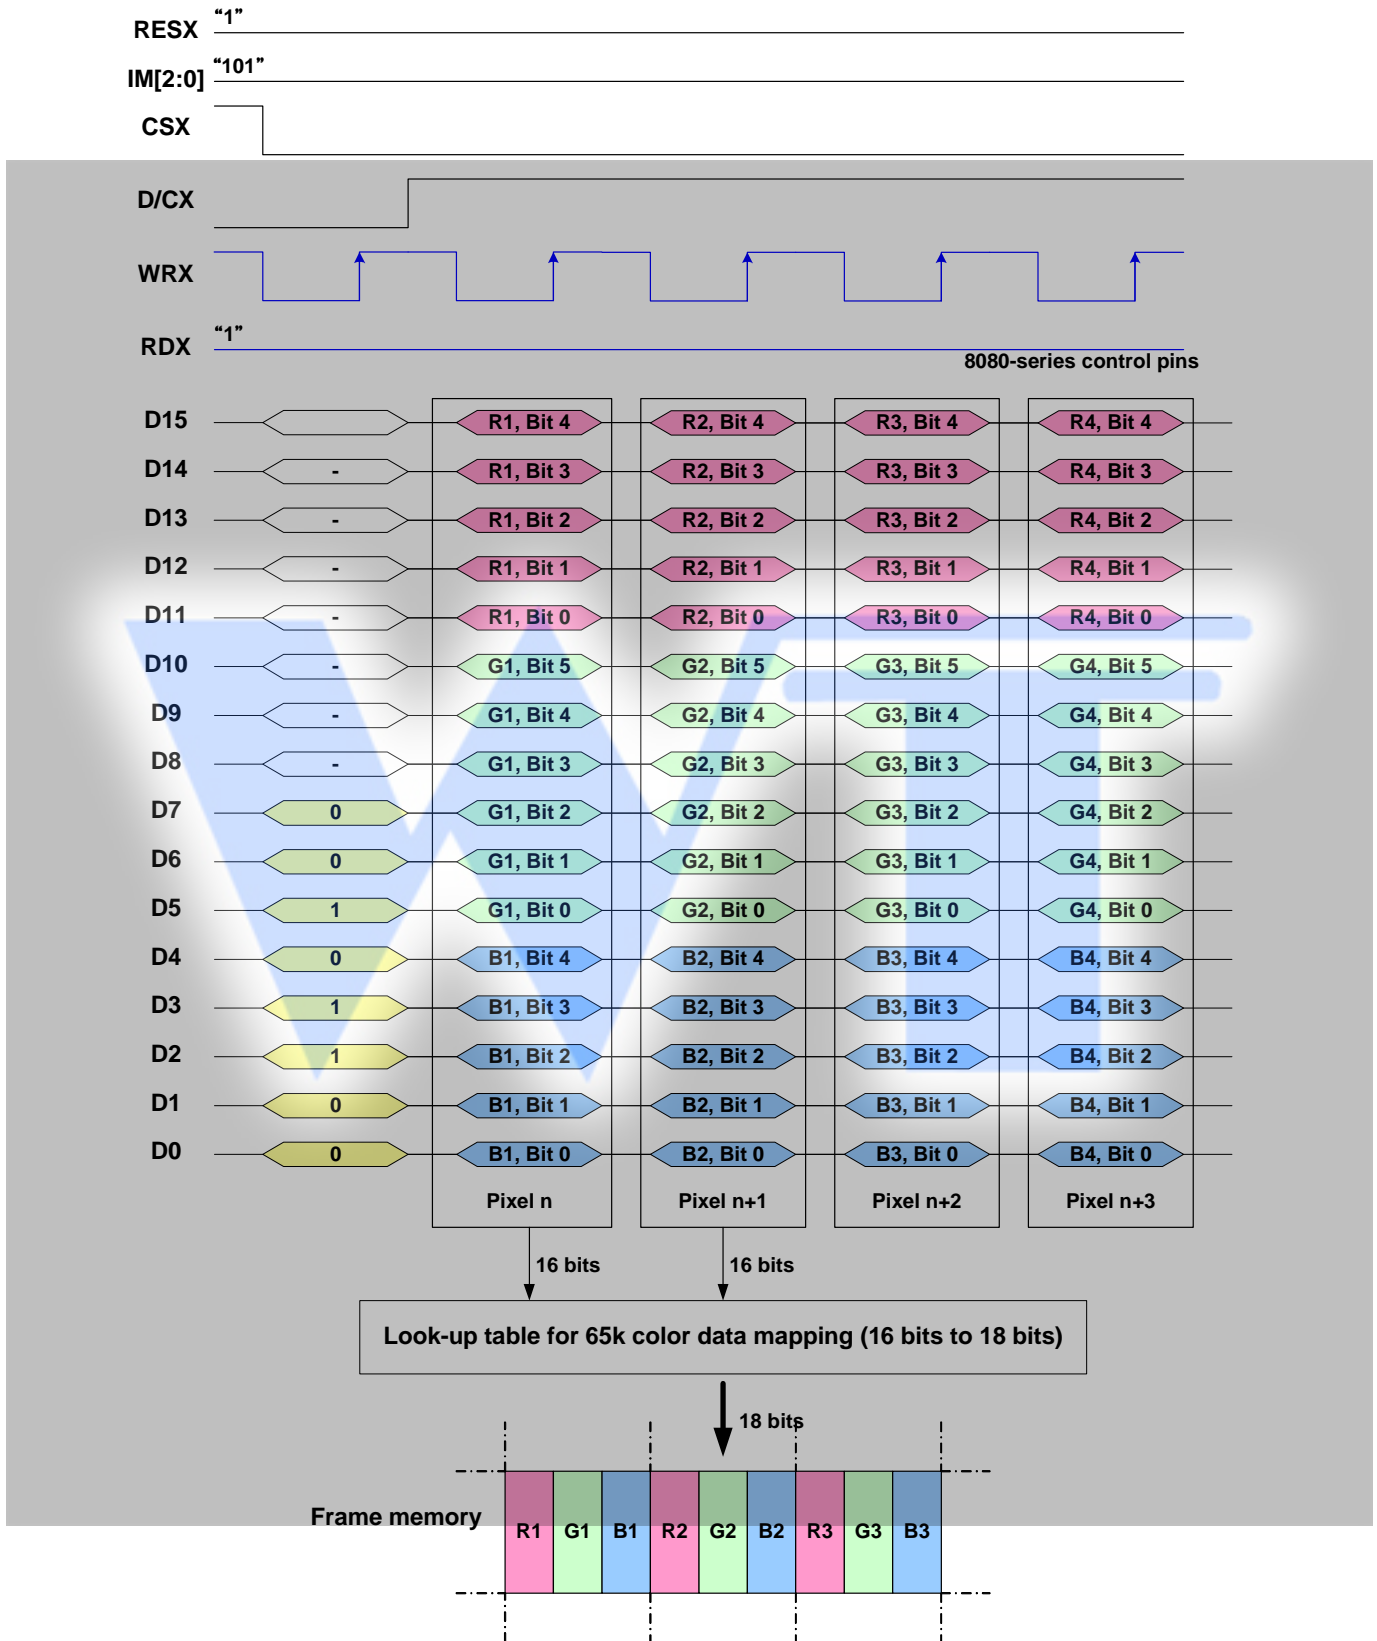 RESX "1"
IM[2:0] "101"
CSX
D/CX
WRX
RDX "1"
8080-series control pins
D15 R1, Bit 4 R2, Bit 4 R3, Bit 4 R4, Bit 4
D14 - R1, Bit 3 R2, Bit 3 R3, Bit 3 R4, Bit 3
D13 - R1, Bit 2 R2, Bit 2 R3, Bit 2 R4, Bit 2
D12 - R1, Bit 1 R2, Bit 1 R3, Bit 1 R4, Bit 1
D11 - R1, Bit 0 R2, Bit 0 R3, Bit 0 R4, Bit 0
D10 - G1, Bit 5 G2, Bit 5 G3, Bit 5 G4, Bit 5
D9 - G1, Bit 4 G2, Bit 4 G3, Bit 4 G4, Bit 4
D8 - G1, Bit 3 G2, Bit 3 G3, Bit 3 G4, Bit 3
D7 0 G1, Bit 2 G2, Bit 2 G3, Bit 2 G4, Bit 2
D6 0 G1, Bit 1 G2, Bit 1 G3, Bit 1 G4, Bit 1
D5 1 G1, Bit 0 G2, Bit 0 G3, Bit 0 G4, Bit 0
D4 0 B1, Bit 4 B2, Bit 4 B3, Bit 4 B4, Bit 4
D3 1 B1, Bit 3 B2, Bit 3 B3, Bit 3 B4, Bit 3
D2 1 B1, Bit 2 B2, Bit 2 B3, Bit 2 B4, Bit 2
D1 0 B1, Bit 1 B2, Bit 1 B3, Bit 1 B4, Bit 1
D0 0 B1, Bit 0 B2, Bit 0 B3, Bit 0 B4, Bit 0
Pixel n Pixel n+1 Pixel n+2 Pixel n+3
16 bits 16 bits
Look-up table for 65k color data mapping (16 bits to 18 bits)
18 bits
Frame memory R1 G1 B1 R2 G2 B2 R3 G3 B3
WT